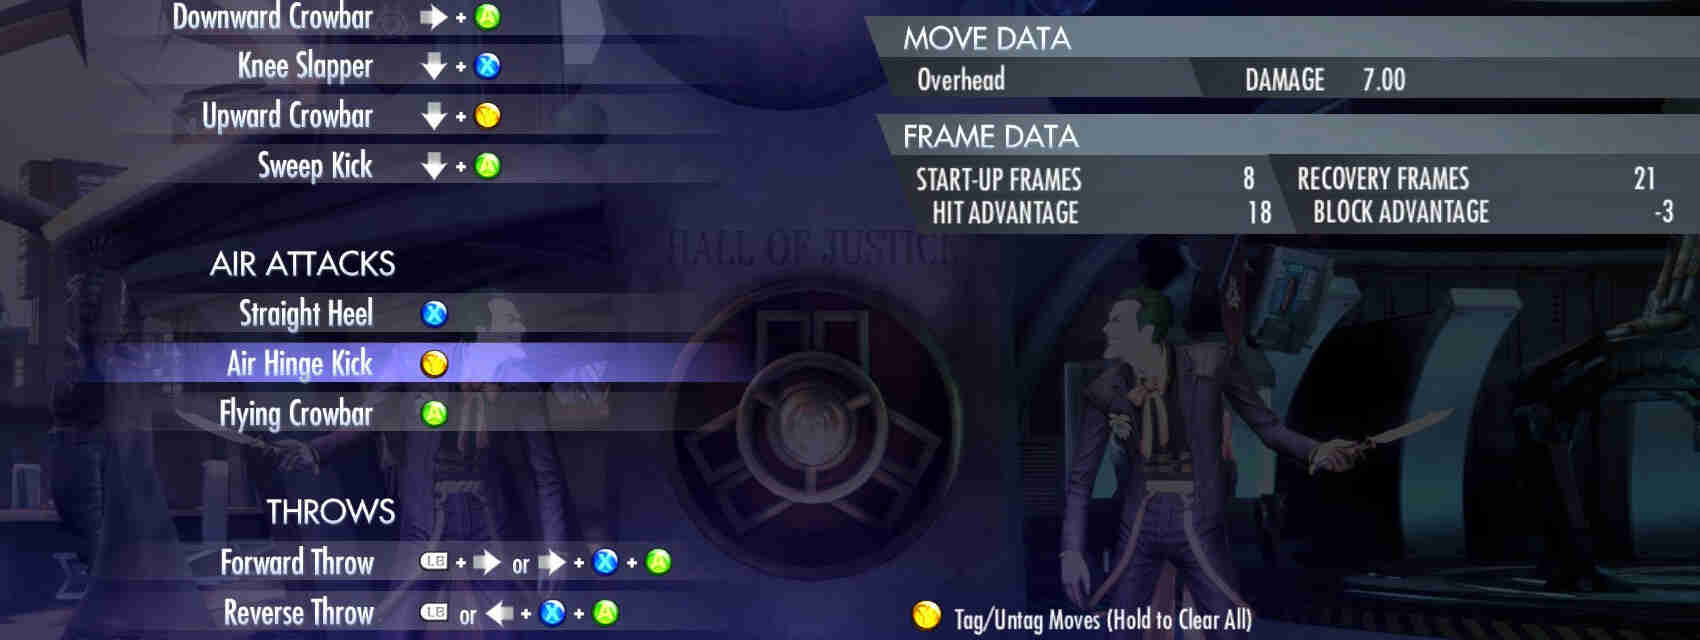 Downward Crowbar + A
Knee Slapper + X
Upward Crowbar + Y
Sweep Kick + A
AIR ATTACKS
Straight Heel X
Air Hinge Kick Y
Flying Crowbar A
THROWS
Forward Throw LB + or + X + A
Reverse Throw LB or + X + A
MOVE DATA
Overhead DAMAGE 7.00
FRAME DATA
START-UP FRAMES 8 RECOVERY FRAMES 21
HIT ADVANTAGE 18 BLOCK ADVANTAGE -3
HALL OF JUSTICE
Y Tag/Untag Moves (Hold to Clear All)